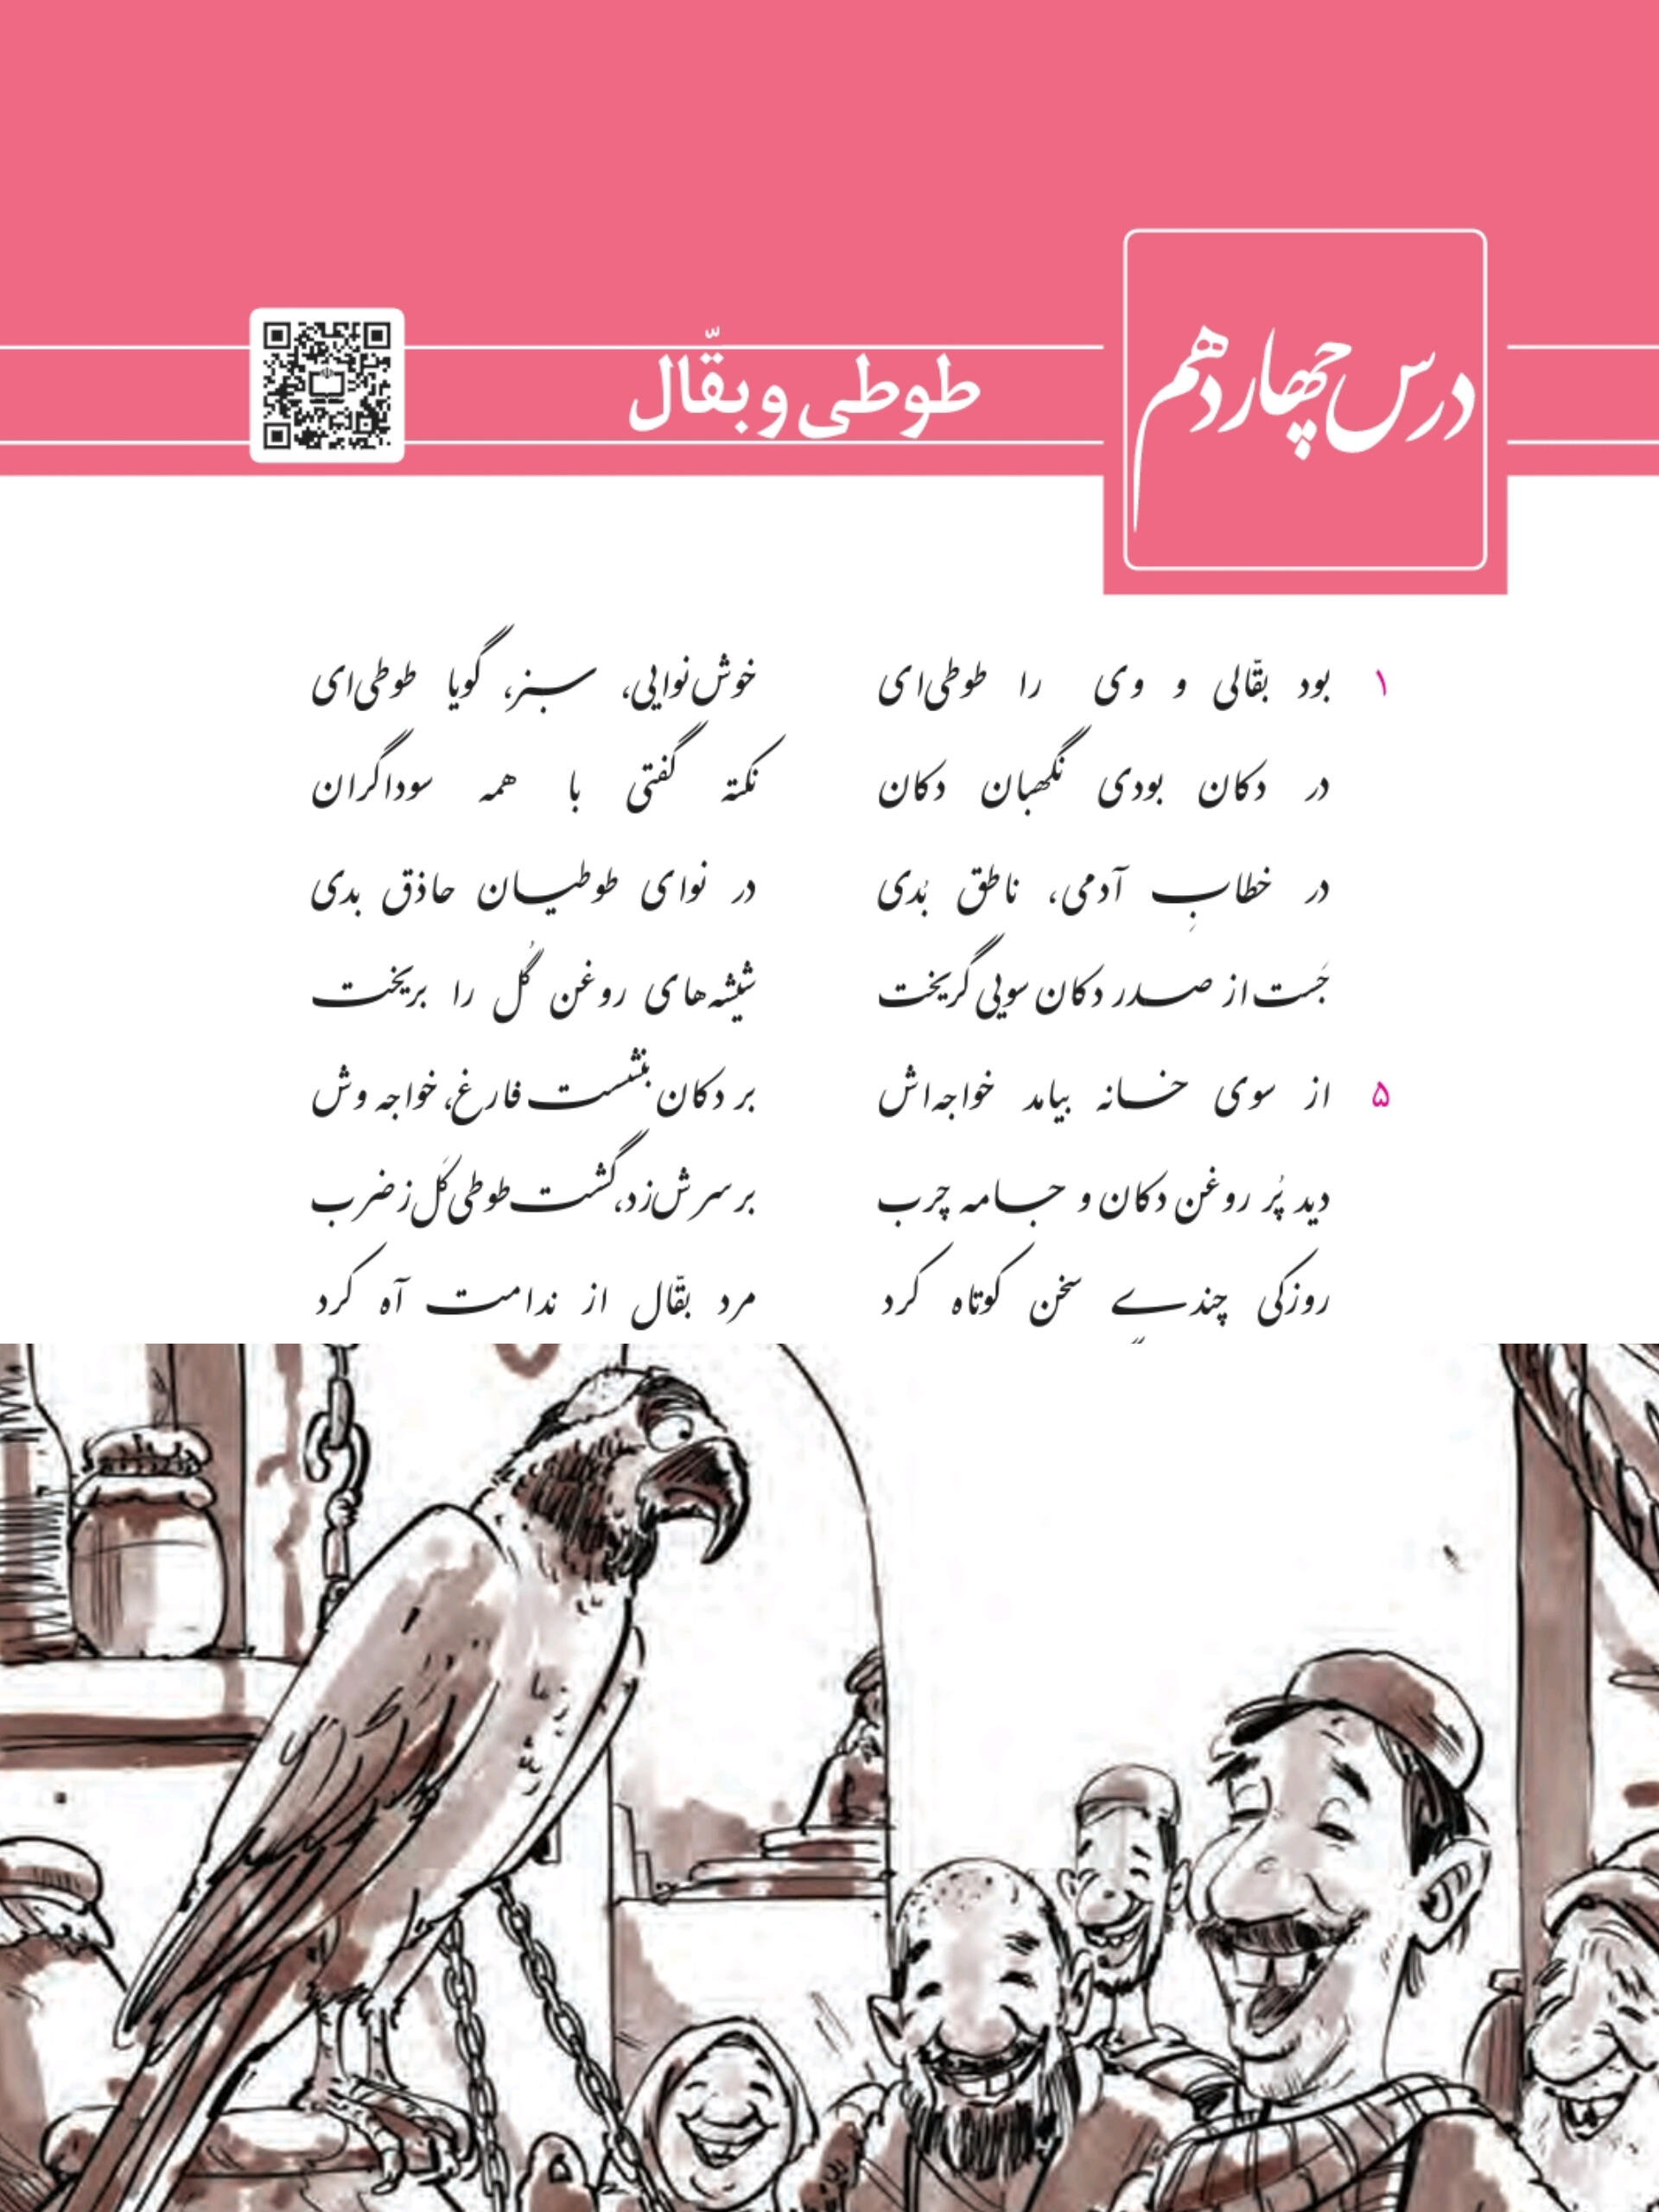 درس چهاردهم
طوطی و بقّال
۱ بود بقّالی و وی را طوطی‌ای خوش‌نوایی، سبز، گویا طوطی‌ای
در دکان بودی نگهبان دکان نکته گفتی با همه سوداگران
در خطابِ آدمی، ناطق بُدی در نوای طوطیان حاذق بدی
جَست از صدر دکان سویی گریخت شیشه‌های روغن گُل را بریخت
۵ از سوی خانه بیامد خواجه‌اش بر دکان بنشست فارغ، خواجه وش
دید پُر روغن دکان و جامه چرب بر سرش زد، گشت طوطی کَل ز ضرب
روزکی چندے سخن کوتاه کرد مرد بقّال از ندامت آه کرد